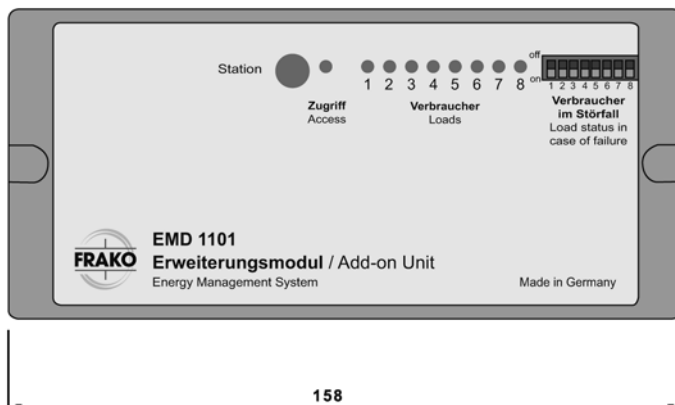 Station
off
on
1 2 3 4 5 6 7 8
1 2 3 4 5 6 7 8
Zugriff
Access
Verbraucher
Loads
Verbraucher
im Störfall
Load status in
case of failure
FRAKO
EMD 1101
Erweiterungsmodul / Add-on Unit
Energy Management System
Made in Germany
158